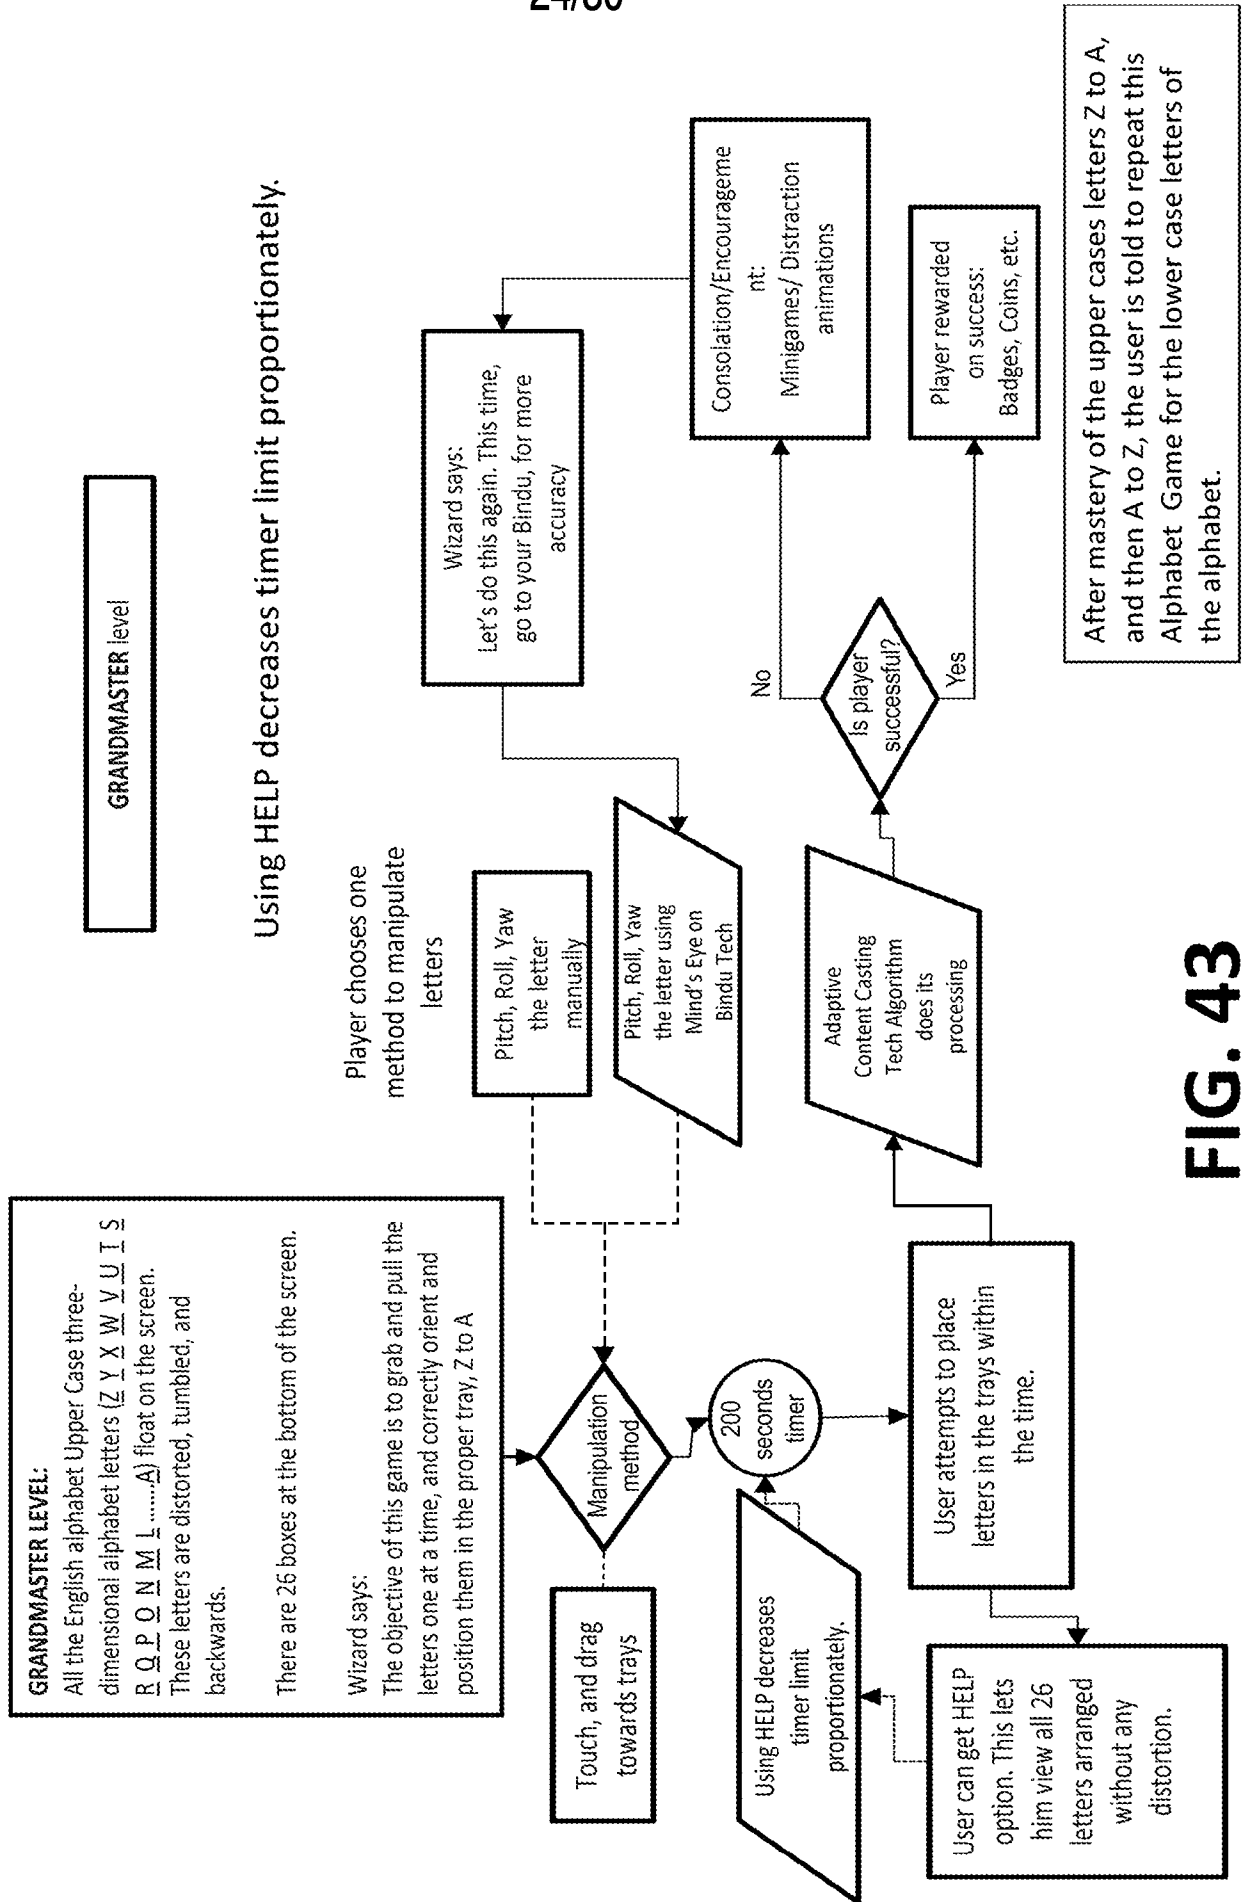 GRANDMASTER level
Using HELP decreases timer limit proportionately.
GRANDMASTER LEVEL:
All the English alphabet Upper Case three-
dimensional alphabet letters (Z Y X W V U T S
R Q P O N M L.......A) float on the screen.
These letters are distorted, tumbled, and
backwards.
There are 26 boxes at the bottom of the screen.
Wizard says:
The objective of this game is to grab and pull the
letters one at a time, and correctly orient and
position them in the proper tray, Z to A
Player chooses one
method to manipulate
letters
Pitch, Roll, Yaw
the letter
manually
Pitch, Roll, Yaw
the letter using
Mind's Eye on
Bindu Tech
Wizard says:
Let's do this again. This time,
go to your Bindu, for more
accuracy
Touch, and drag
towards trays
Manipulation
method
200
seconds
timer
Using HELP decreases
timer limit
proportionately.
User can get HELP
option. This lets
him view all 26
letters arranged
without any
distortion.
User attempts to place
letters in the trays within
the time.
Adaptive
Content Casting
Tech Algorithm
does its
processing
Is player
successful?
No
Yes
Consolation/Encourageme
nt:
Minigames/ Distraction
animations
Player rewarded
on success:
Badges, Coins, etc.
After mastery of the upper cases letters Z to A,
and then A to Z, the user is told to repeat this
Alphabet Game for the lower case letters of
the alphabet.
FIG. 43